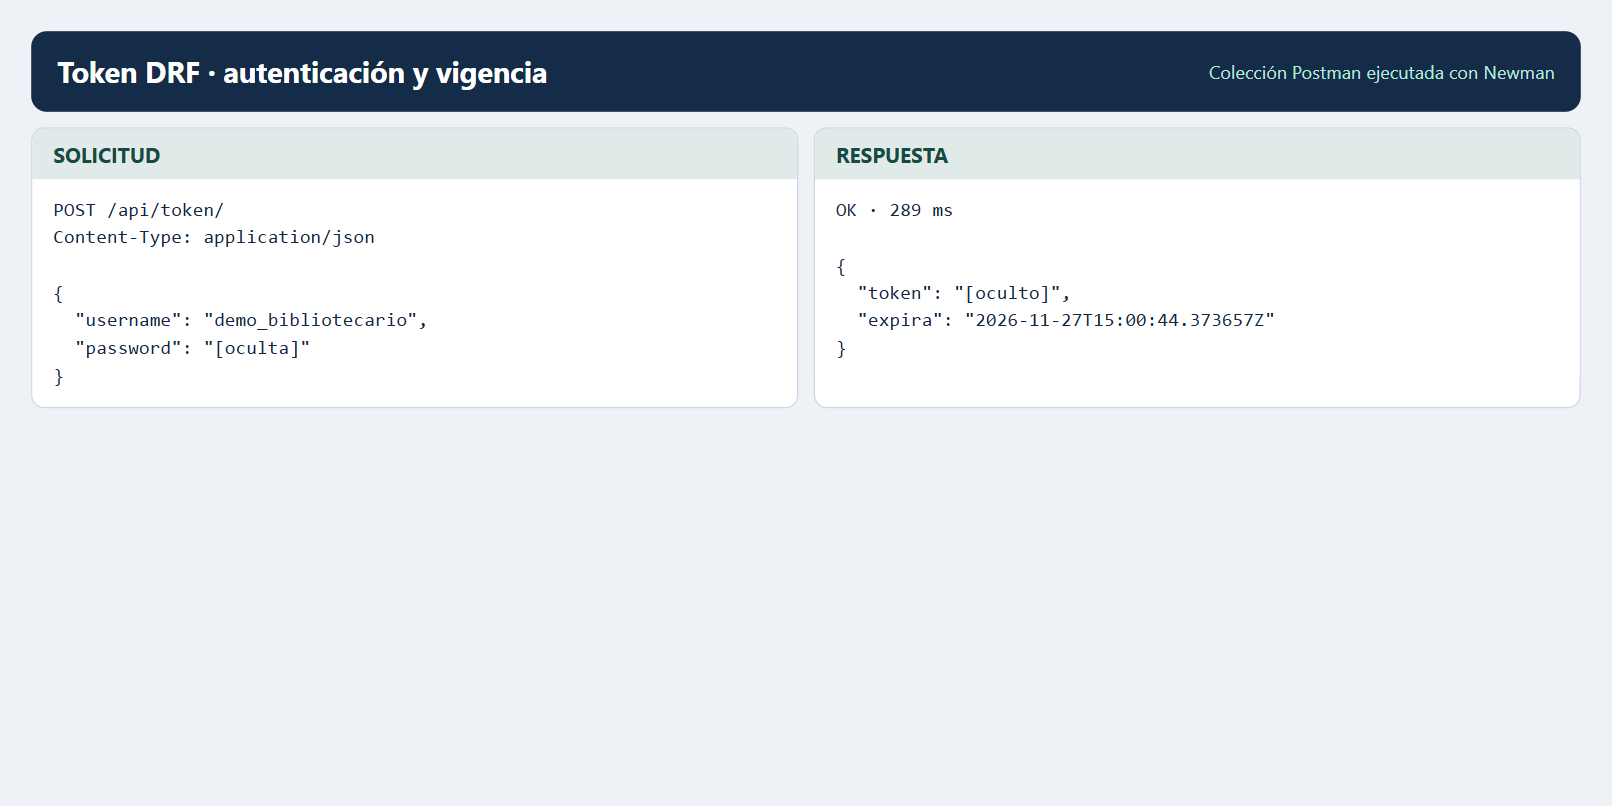 Token DRF · autenticación y vigencia
Colección Postman ejecutada con Newman
SOLICITUD
POST /api/token/
Content-Type: application/json
{
"username": "demo_bibliotecario",
"password": "[oculta]"
}
RESPUESTA
OK · 289 ms
{
"token": "[oculto]",
"expira": "2026-11-27T15:00:44.373657Z"
}